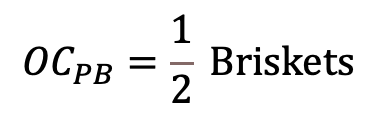 OC_PB = 1/2 Briskets